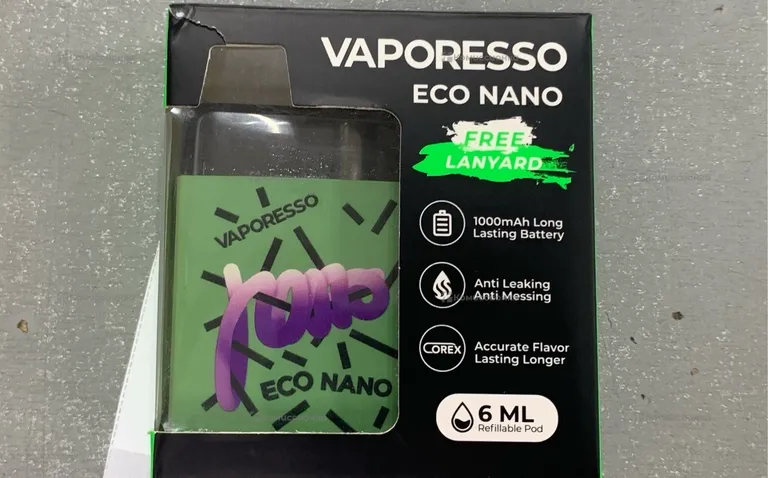 VAPORESSO
ECO NANO
FREE
LANYARD
1000mAh Long
Lasting Battery
Anti Leaking
Anti Messing
COREX
Accurate Flavor
Lasting Longer
6 ML
Refillable Pod
VAPORESSO
ECO NANO